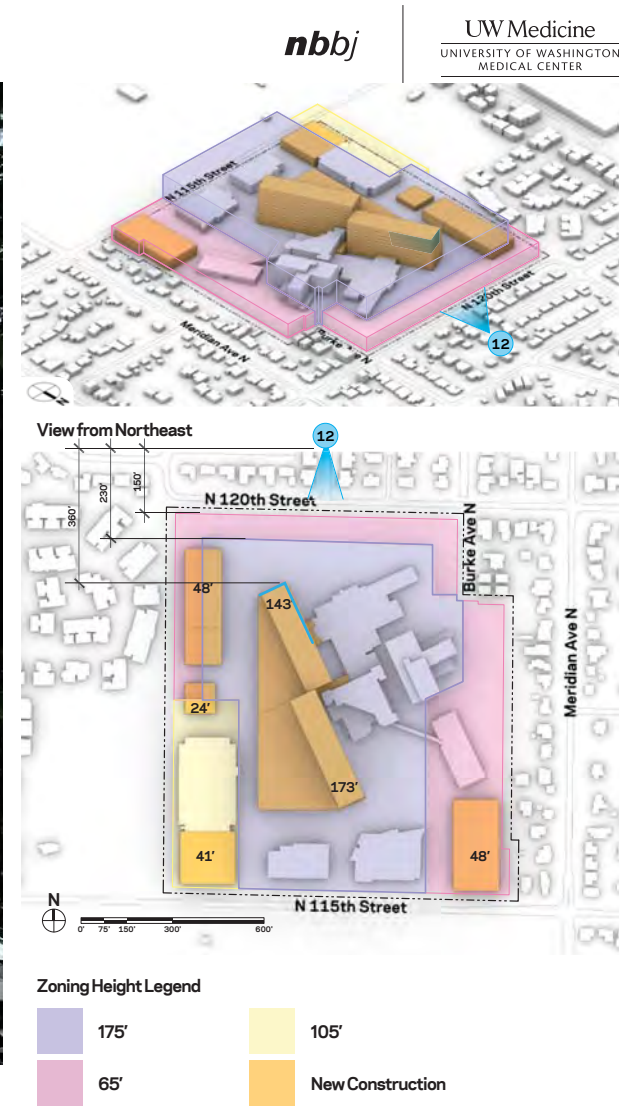 nbbj
UW Medicine
UNIVERSITY OF WASHINGTON
MEDICAL CENTER
N 115th Street
N 120th Street
Meridian Ave N
Burke Ave N
12
N
View from Northeast
12
360'
230'
150'
N 120th Street
Burke Ave N
Meridian Ave N
48'
143
24'
173'
41'
48'
N 115th Street
N
0' 75' 150' 300' 600'
Zoning Height Legend
175' 105'
65' New Construction